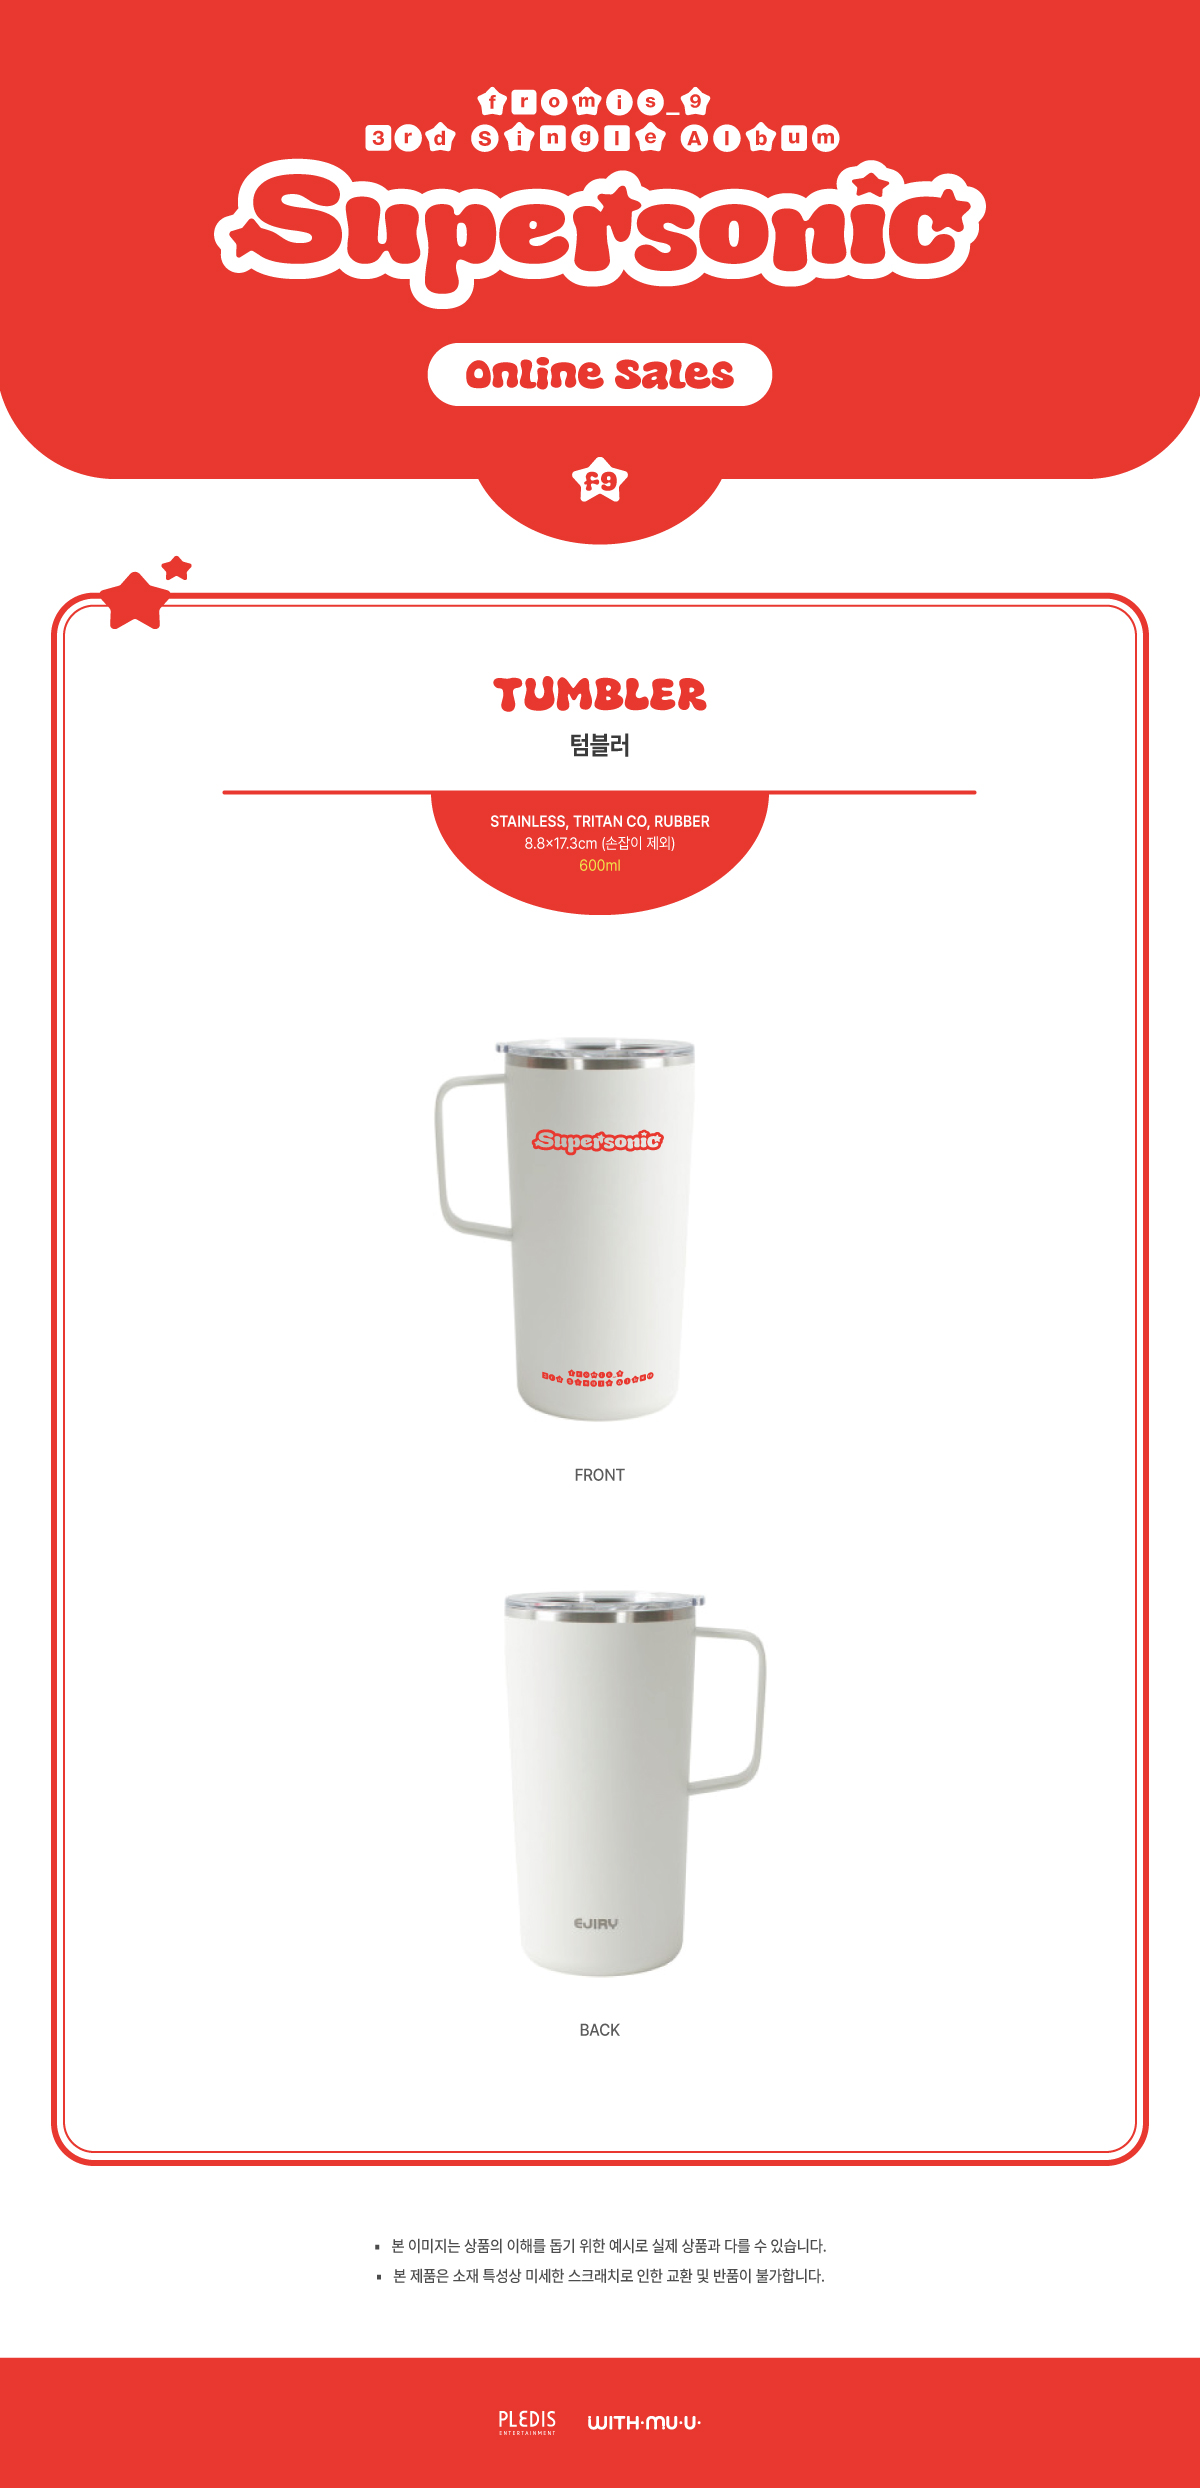 fromis_9
3rd Single Album
Supersonic
Online Sales
f9
TUMBLER
텀블러
STAINLESS, TRITAN CO, RUBBER
8.8×17.3cm (손잡이 제외)
600ml
Supersonic
fromis_9
3rd Single Album
FRONT
EJIRY
BACK
▪ 본 이미지는 상품의 이해를 돕기 위한 예시로 실제 상품과 다를 수 있습니다.
▪ 본 제품은 소재 특성상 미세한 스크래치로 인한 교환 및 반품이 불가합니다.
PLEDIS
ENTERTAINMENT
WITH·MU·U·